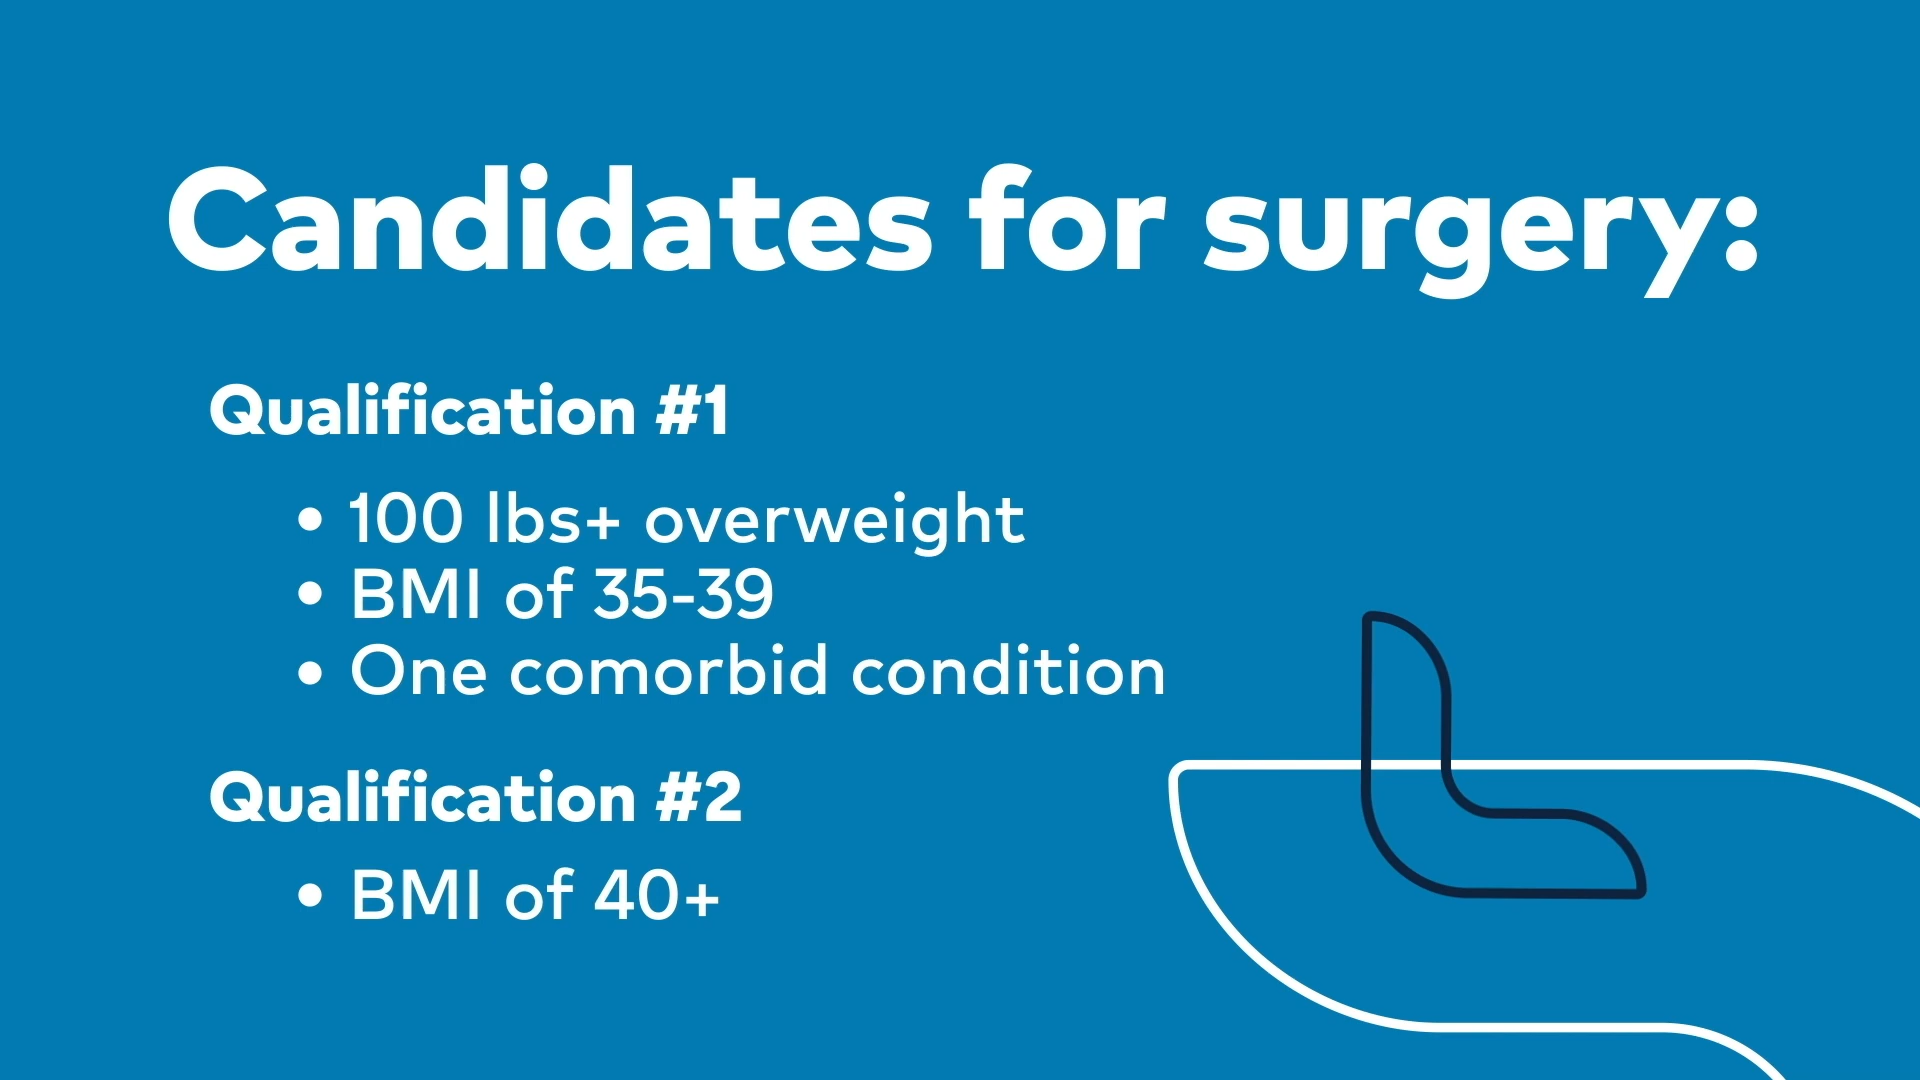 Candidates for surgery:
Qualification #1
• 100 lbs+ overweight
• BMI of 35-39
• One comorbid condition
Qualification #2
• BMI of 40+